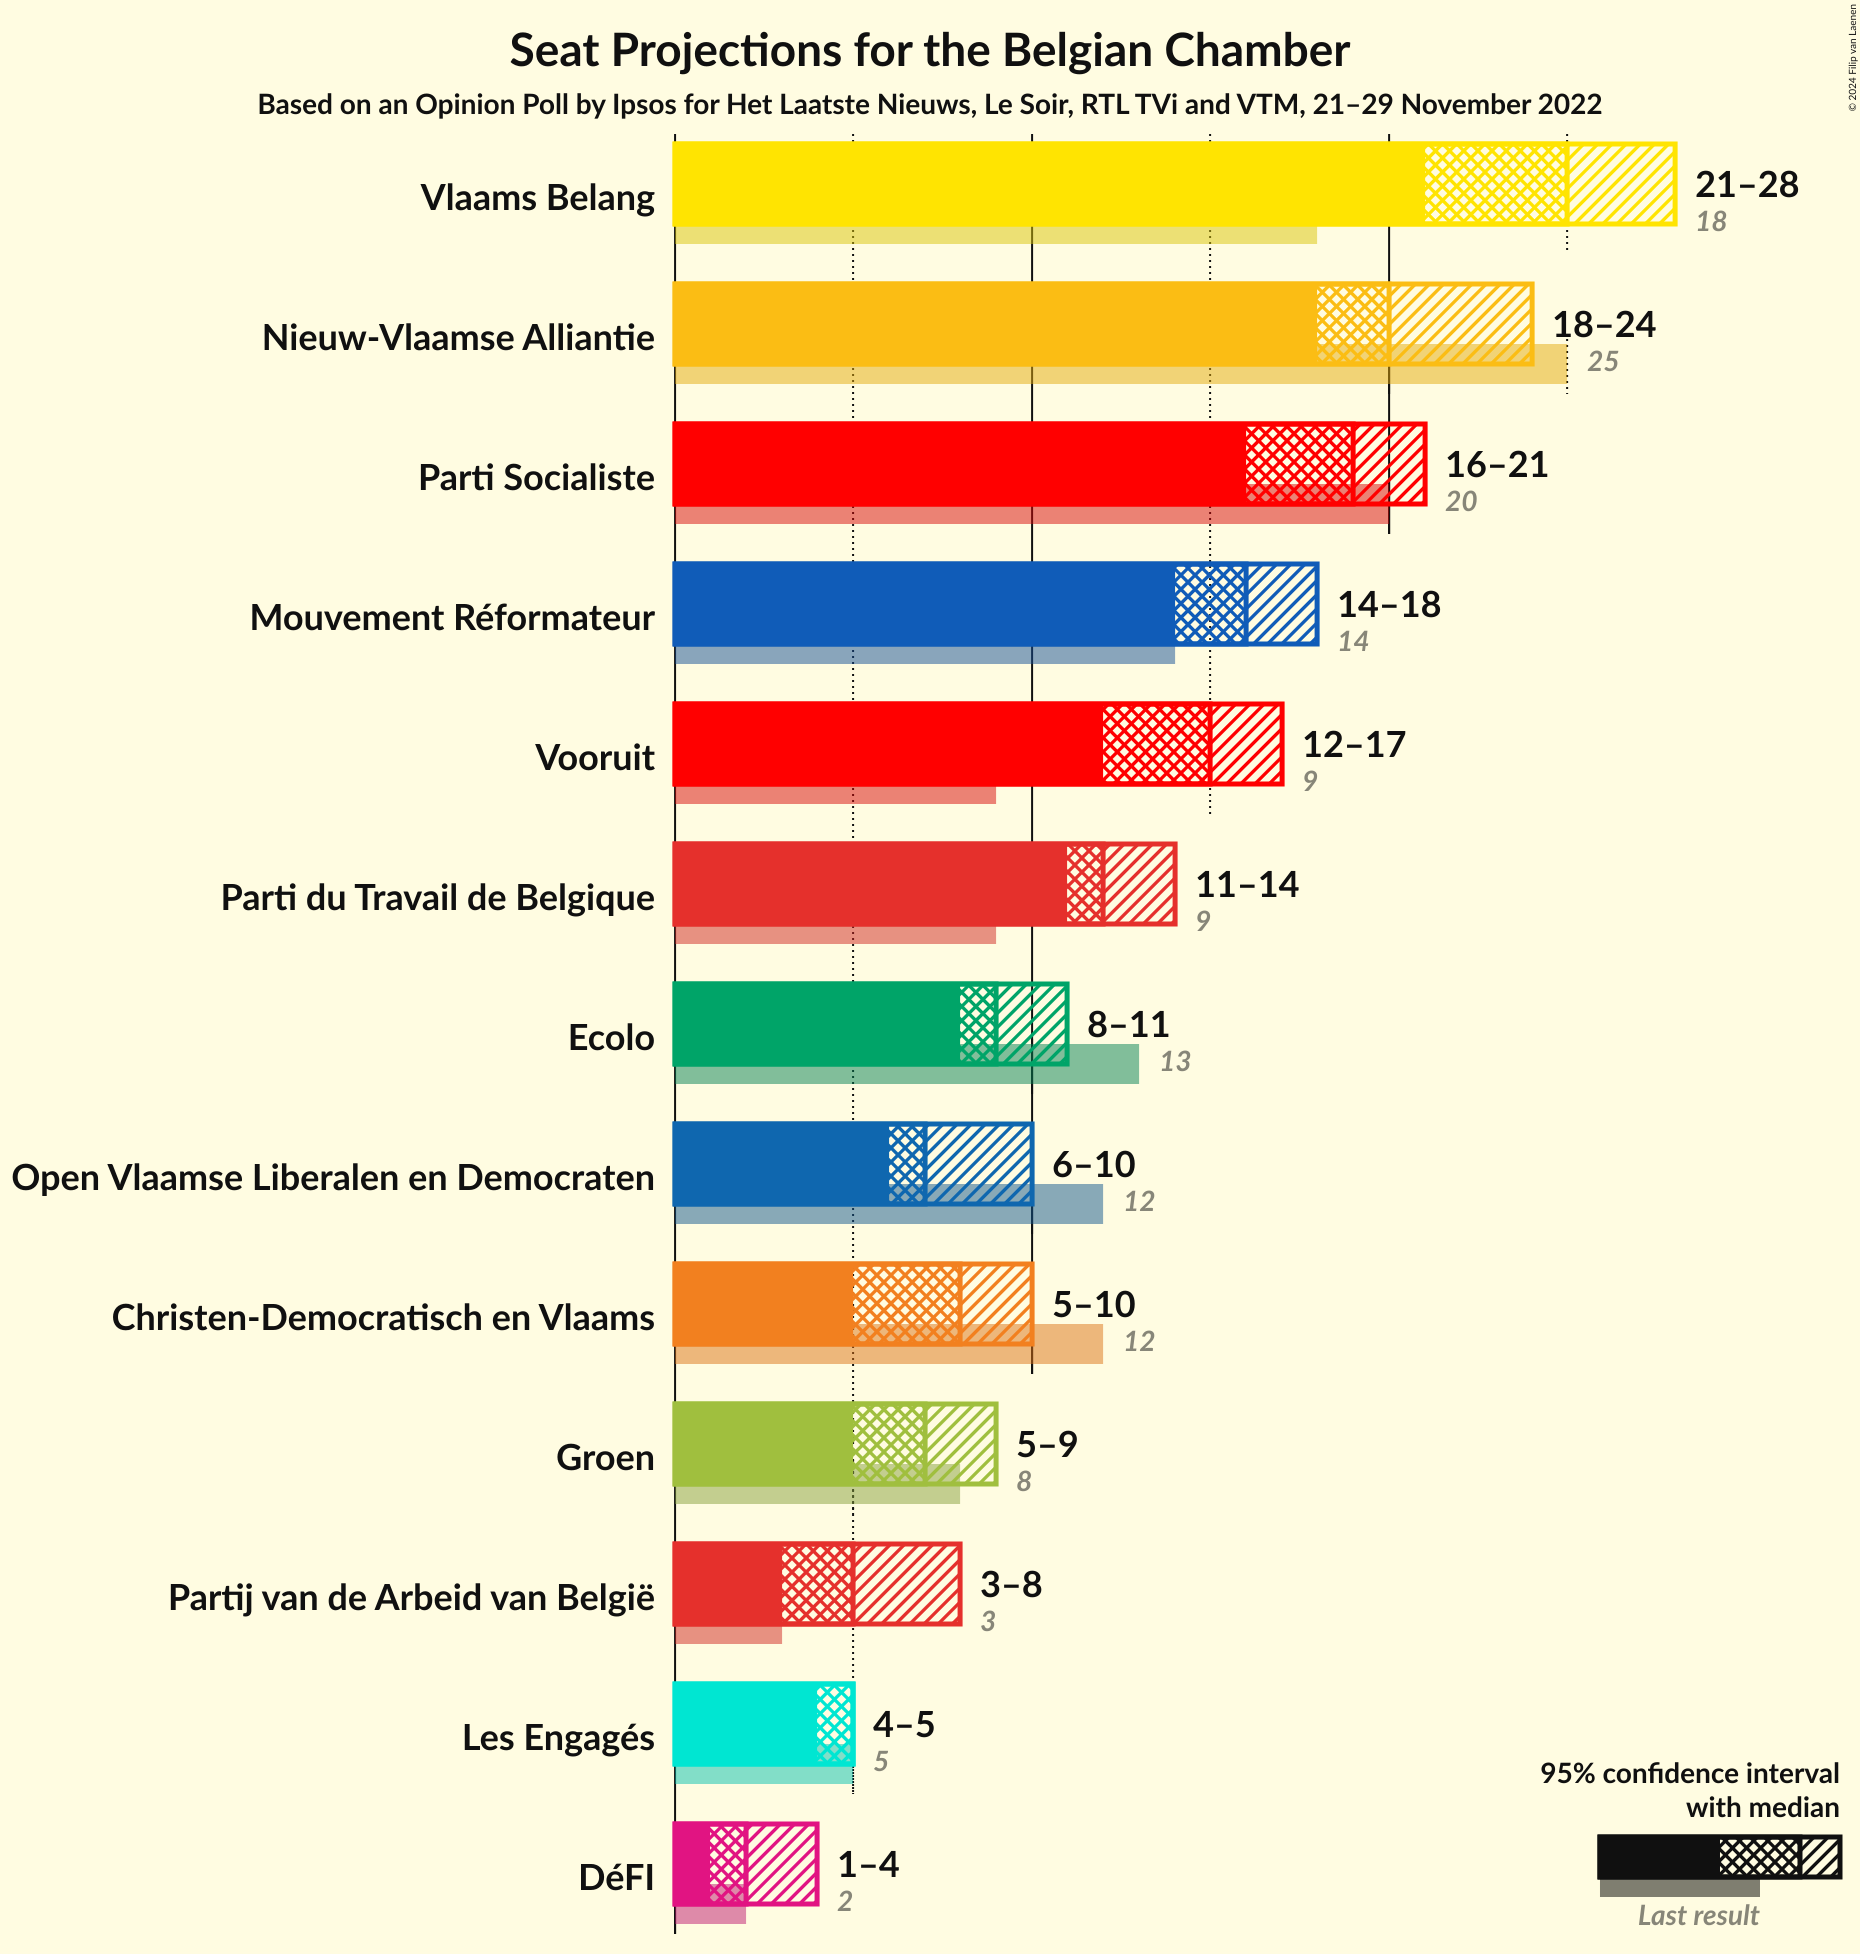 Seat Projections for the Belgian Chamber
Based on an Opinion Poll by Ipsos for Het Laatste Nieuws, Le Soir, RTL TVi and VTM, 21–29 November 2022
© 2024 Filip van Laenen
Vlaams Belang
21–28
18
Nieuw-Vlaamse Alliantie
18–24
25
Parti Socialiste
16–21
20
Mouvement Réformateur
14–18
14
Vooruit
12–17
9
Parti du Travail de Belgique
11–14
9
Ecolo
8–11
13
Open Vlaamse Liberalen en Democraten
6–10
12
Christen-Democratisch en Vlaams
5–10
12
Groen
5–9
8
Partij van de Arbeid van België
3–8
3
Les Engagés
4–5
5
DéFI
1–4
2
95% confidence interval
with median
Last result